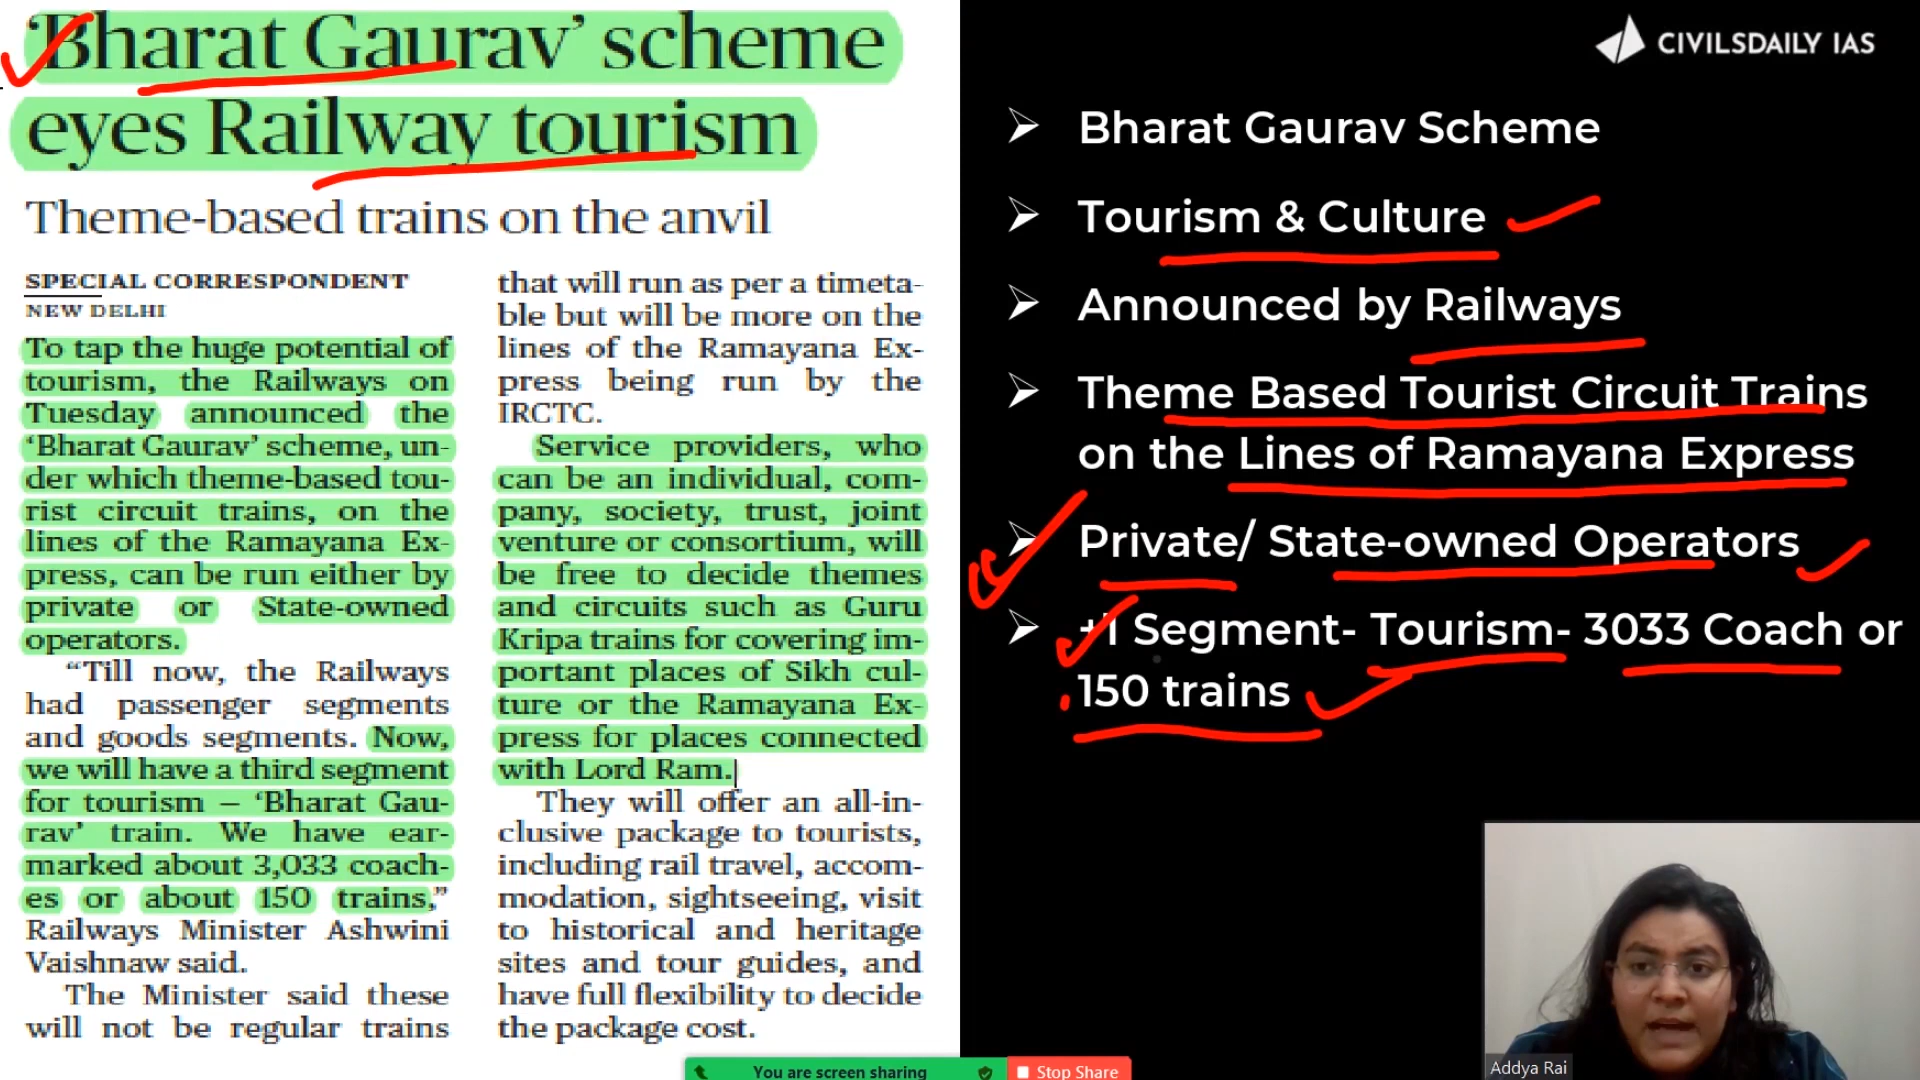 ‘Bharat Gaurav’ scheme
eyes Railway tourism
Theme-based trains on the anvil
SPECIAL CORRESPONDENT
NEW DELHI
To tap the huge potential of
tourism, the Railways on
Tuesday announced the
‘Bharat Gaurav’ scheme, un-
der which theme-based tou-
rist circuit trains, on the
lines of the Ramayana Ex-
press, can be run either by
private or State-owned
operators.
“Till now, the Railways
had passenger segments
and goods segments. Now,
we will have a third segment
for tourism – ‘Bharat Gau-
rav’ train. We have ear-
marked about 3,033 coach-
es or about 150 trains,”
Railways Minister Ashwini
Vaishnaw said.
The Minister said these
will not be regular trains
that will run as per a timeta-
ble but will be more on the
lines of the Ramayana Ex-
press being run by the
IRCTC.
Service providers, who
can be an individual, com-
pany, society, trust, joint
venture or consortium, will
be free to decide themes
and circuits such as Guru
Kripa trains for covering im-
portant places of Sikh cul-
ture or the Ramayana Ex-
press for places connected
with Lord Ram.
They will offer an all-in-
clusive package to tourists,
including rail travel, accom-
modation, sightseeing, visit
to historical and heritage
sites and tour guides, and
have full flexibility to decide
the package cost.
CIVILSDAILY IAS
Bharat Gaurav Scheme
Tourism & Culture
Announced by Railways
Theme Based Tourist Circuit Trains
on the Lines of Ramayana Express
Private/ State-owned Operators
+1 Segment- Tourism- 3033 Coach or
150 trains
Addya Rai
You are screen sharing
Stop Share